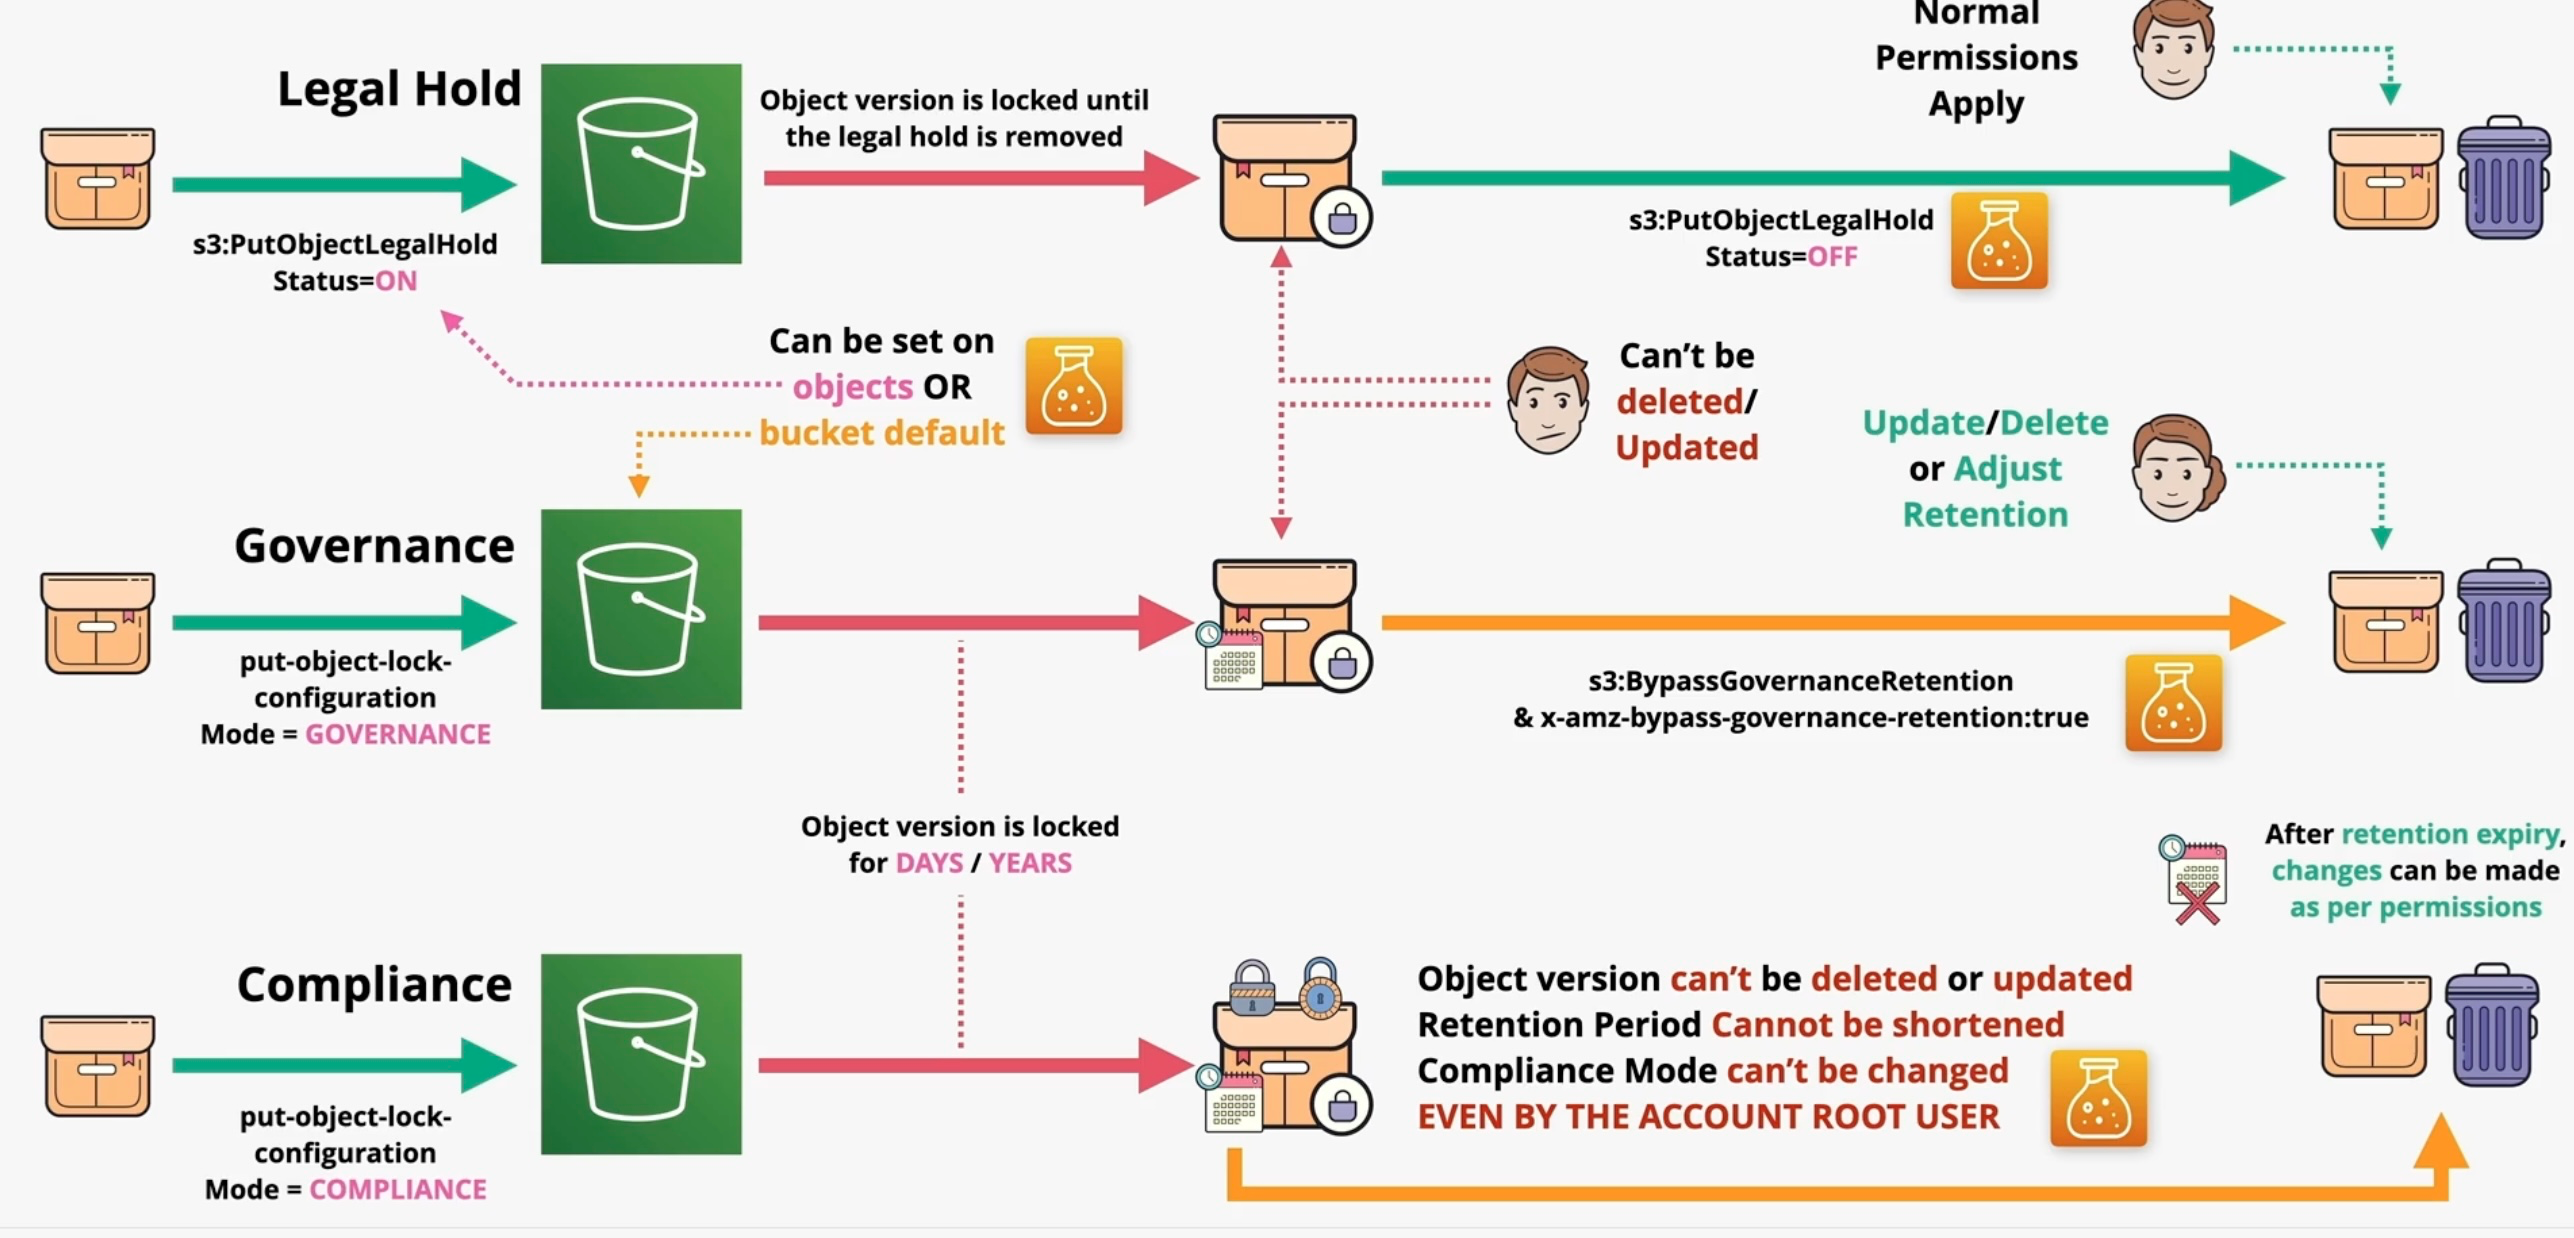 Legal Hold
s3:PutObjectLegalHold
Status=ON
Object version is locked until
the legal hold is removed
Normal
Permissions
Apply
s3:PutObjectLegalHold
Status=OFF
Can be set on
objects OR
bucket default
Can't be
deleted/
Updated
Update/Delete
or Adjust
Retention
Governance
put-object-lock-
configuration
Mode = GOVERNANCE
s3:BypassGovernanceRetention
& x-amz-bypass-governance-retention:true
Object version is locked
for DAYS / YEARS
After retention expiry,
changes can be made
as per permissions
Compliance
put-object-lock-
configuration
Mode = COMPLIANCE
Object version can't be deleted or updated
Retention Period Cannot be shortened
Compliance Mode can't be changed
EVEN BY THE ACCOUNT ROOT USER